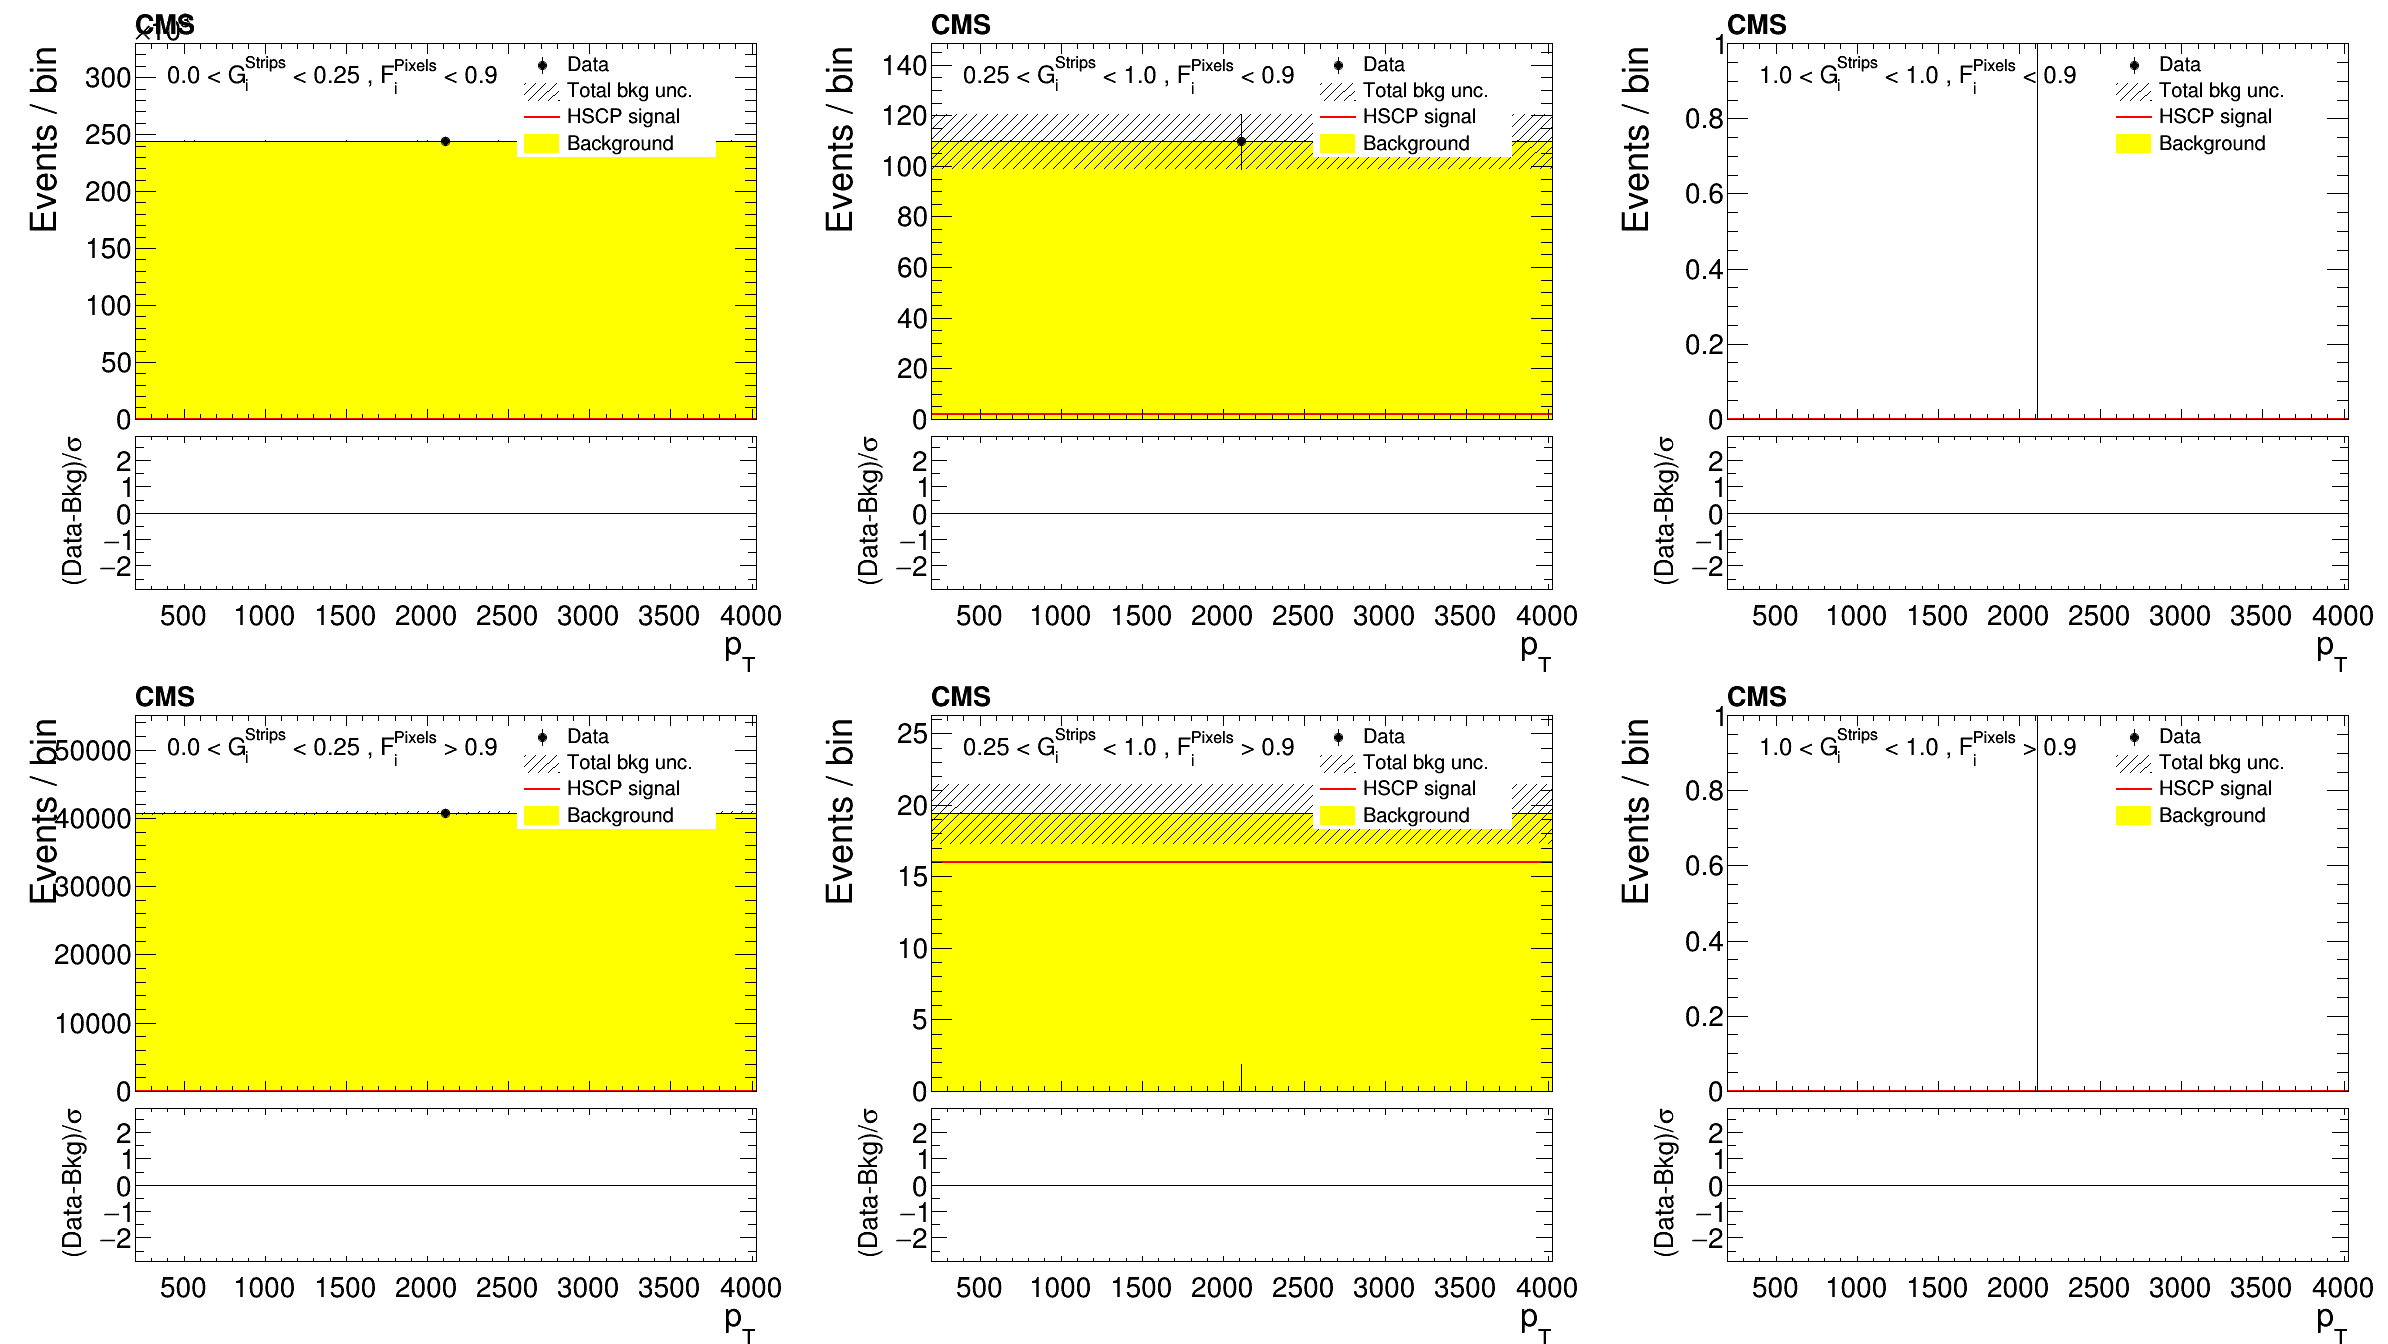 CMS
Events / bin
300
250
200
150
100
50
0
0.0 < G_i^Strips < 0.25 , F_i^Pixels < 0.9
Data
Total bkg unc.
HSCP signal
Background
(Data-Bkg)/σ
2
1
0
−1
−2
500 1000 1500 2000 2500 3000 3500 4000
p_T
CMS
Events / bin
140
120
100
80
60
40
20
0
0.25 < G_i^Strips < 1.0 , F_i^Pixels < 0.9
Data
Total bkg unc.
HSCP signal
Background
(Data-Bkg)/σ
2
1
0
−1
−2
500 1000 1500 2000 2500 3000 3500 4000
p_T
CMS
Events / bin
1
0.8
0.6
0.4
0.2
0
1.0 < G_i^Strips < 1.0 , F_i^Pixels < 0.9
Data
Total bkg unc.
HSCP signal
Background
(Data-Bkg)/σ
2
1
0
−1
−2
500 1000 1500 2000 2500 3000 3500 4000
p_T
CMS
Events / bin
50000
40000
30000
20000
10000
0
0.0 < G_i^Strips < 0.25 , F_i^Pixels > 0.9
Data
Total bkg unc.
HSCP signal
Background
(Data-Bkg)/σ
2
1
0
−1
−2
500 1000 1500 2000 2500 3000 3500 4000
p_T
CMS
Events / bin
25
20
15
10
5
0
0.25 < G_i^Strips < 1.0 , F_i^Pixels > 0.9
Data
Total bkg unc.
HSCP signal
Background
(Data-Bkg)/σ
2
1
0
−1
−2
500 1000 1500 2000 2500 3000 3500 4000
p_T
CMS
Events / bin
1
0.8
0.6
0.4
0.2
0
1.0 < G_i^Strips < 1.0 , F_i^Pixels > 0.9
Data
Total bkg unc.
HSCP signal
Background
(Data-Bkg)/σ
2
1
0
−1
−2
500 1000 1500 2000 2500 3000 3500 4000
p_T